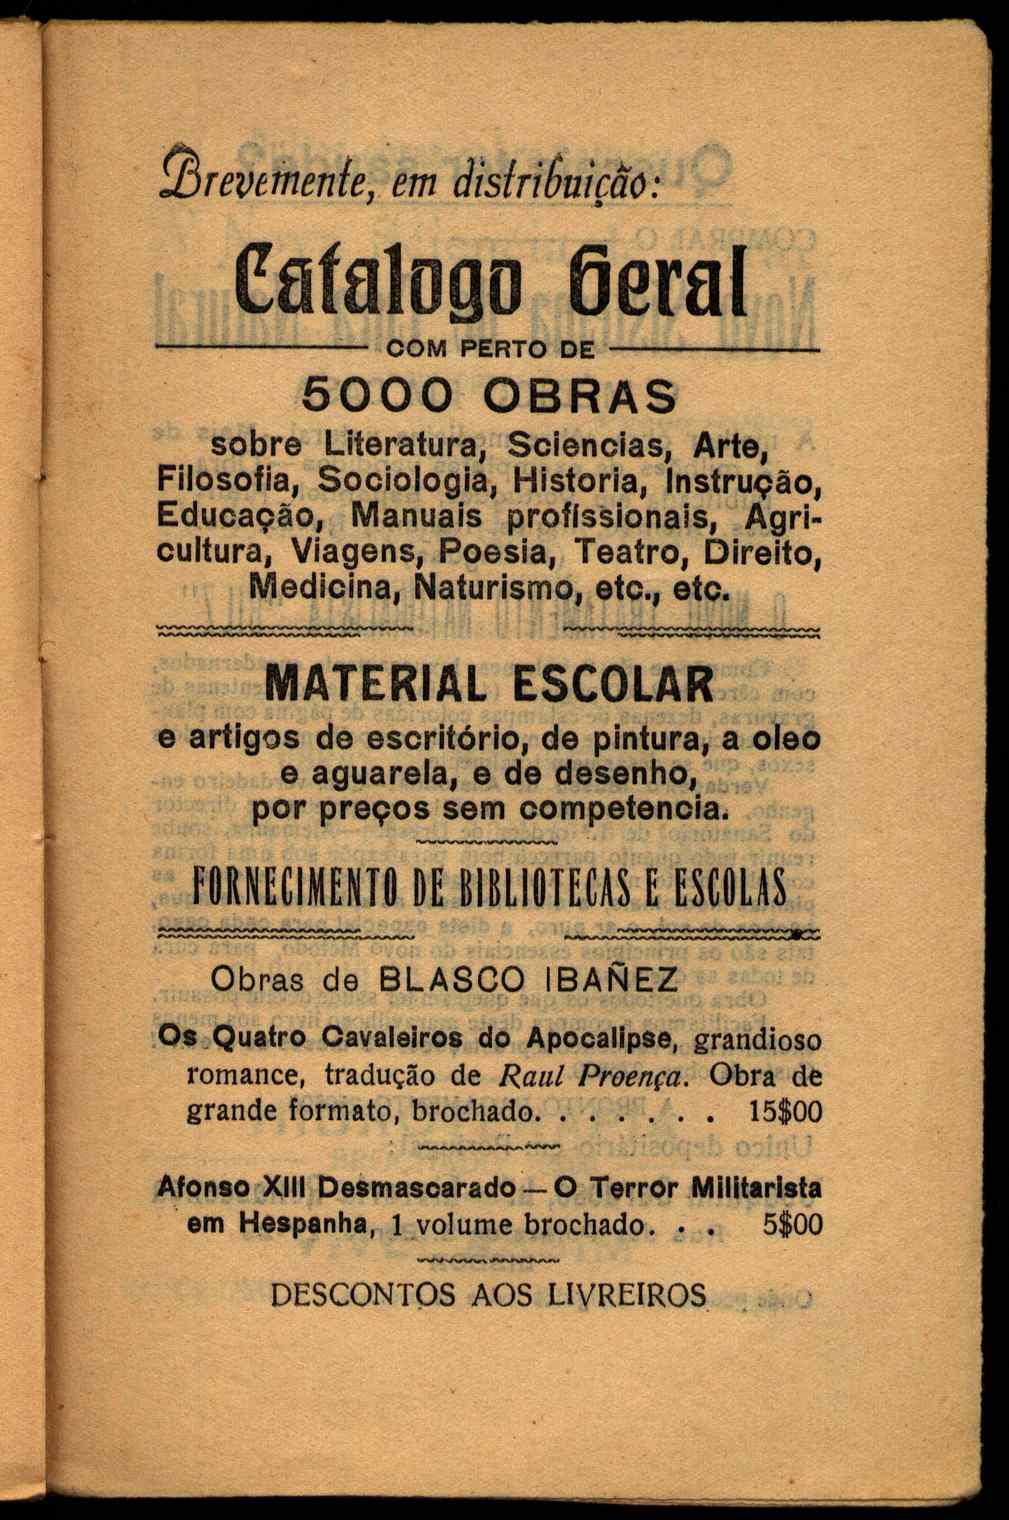 Brevemente, em distribuição:
Catalogo Geral
COM PERTO DE
5000 OBRAS
sobre Literatura, Sciencias, Arte,
Filosofia, Sociologia, Historia, Instrução,
Educação, Manuais profissionais, Agri-
cultura, Viagens, Poesia, Teatro, Direito,
Medicina, Naturismo, etc., etc.
MATERIAL ESCOLAR
e artigos de escritório, de pintura, a oleo
e aguarela, e de desenho,
por preços sem competencia.
FORNECIMENTO DE BIBLIOTECAS E ESCOLAS
Obras de BLASCO IBAÑEZ
Os Quatro Cavaleiros do Apocalipse, grandioso
romance, tradução de Raul Proença. Obra de
grande formato, brochado. . . . . . . 15$00
Afonso XIII Desmascarado — O Terror Militarista
em Hespanha, 1 volume brochado. . . 5$00
DESCONTOS AOS LIVREIROS